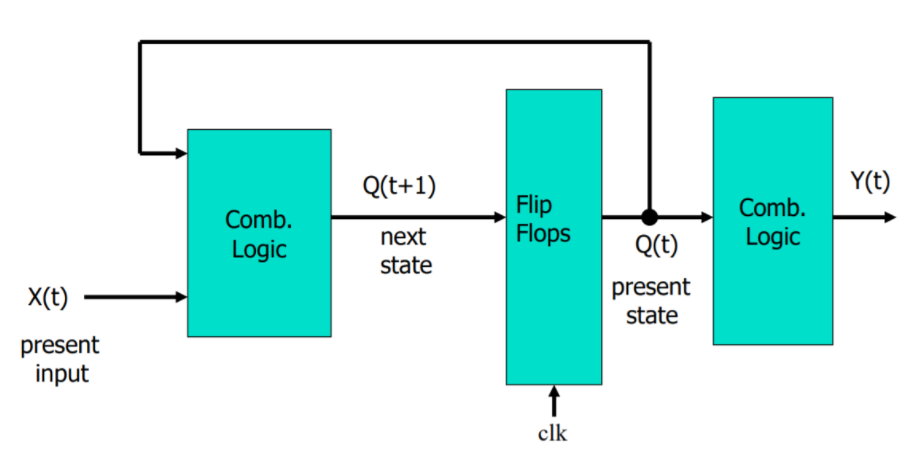 X(t)
present
input
Comb.
Logic
Q(t+1)
next
state
Flip
Flops
clk
Q(t)
present
state
Comb.
Logic
Y(t)